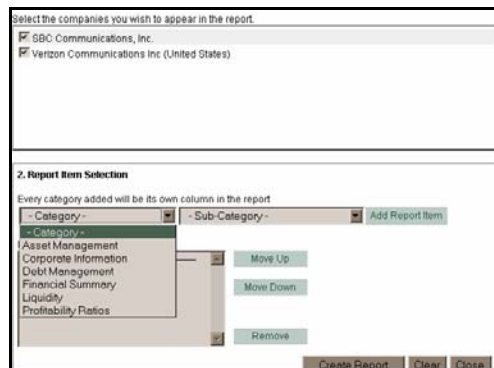 Select the companies you wish to appear in the report.
SBC Communications, Inc.
Verizon Communications Inc (United States)
2. Report Item Selection
Every category added will be its own column in the report
- Category - - Sub-Category - Add Report Item
- Category -
Asset Management
Corporate Information
Debt Management
Financial Summary
Liquidity
Profitability Ratios
Move Up
Move Down
Remove
Create Report Clear Close